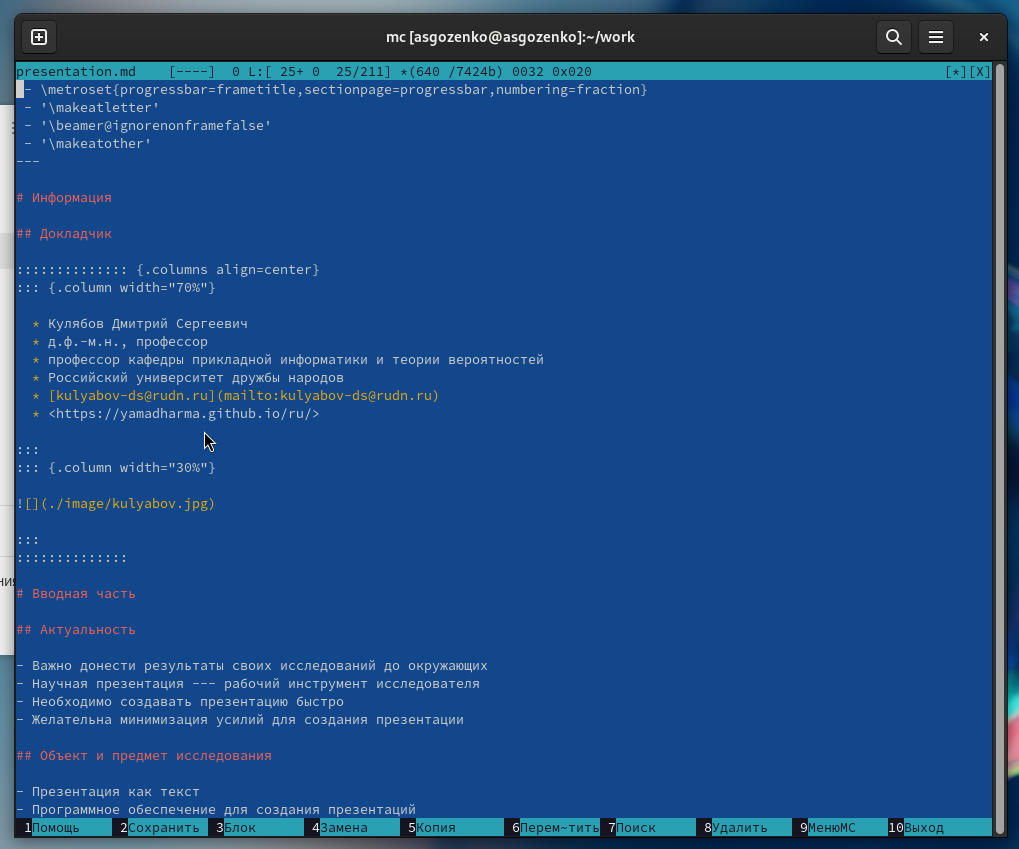 mc [asgozenko@asgozenko]:~/work
presentation.md    [----]  0 L:[ 25+ 0  25/211] *(640 /7424b) 0032 0x020    [*][X]
 - \metroset{progressbar=frametitle,sectionpage=progressbar,numbering=fraction}
 - '\makeatletter'
 - '\beamer@ignorenonframefalse'
 - '\makeatother'
---
# Информация
## Докладчик
:::::::::::::: {.columns align=center}
::: {.column width="70%"}
  * Кулябов Дмитрий Сергеевич
  * д.ф.-м.н., профессор
  * профессор кафедры прикладной информатики и теории вероятностей
  * Российский университет дружбы народов
  * [kulyabov-ds@rudn.ru](mailto:kulyabov-ds@rudn.ru)
  * <https://yamadharma.github.io/ru/>
:::
::: {.column width="30%"}
![](./image/kulyabov.jpg)
:::
::::::::::::::
# Вводная часть
## Актуальность
- Важно донести результаты своих исследований до окружающих
- Научная презентация --- рабочий инструмент исследователя
- Необходимо создавать презентацию быстро
- Желательна минимизация усилий для создания презентации
## Объект и предмет исследования
- Презентация как текст
- Программное обеспечение для создания презентаций
1Помощь 2Сохранить 3Блок 4Замена 5Копия 6Перем~тить 7Поиск 8Удалить 9МенюМС 10Выход